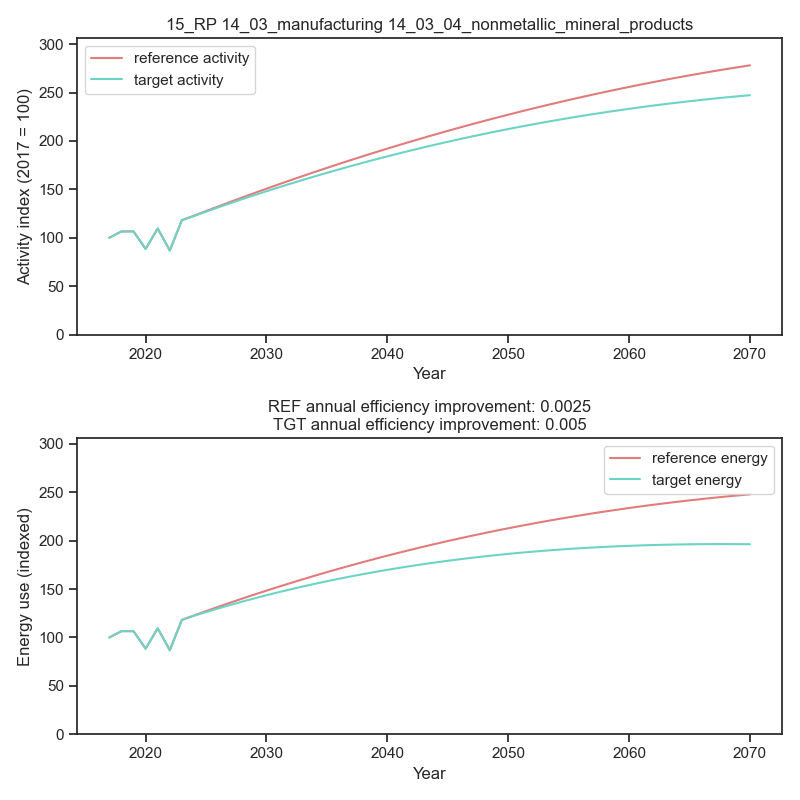 15_RP 14_03_manufacturing 14_03_04_nonmetallic_mineral_products
300
250
200
150
100
50
0
Activity index (2017 = 100)
reference activity
target activity
2020 2030 2040 2050 2060 2070
Year
REF annual efficiency improvement: 0.0025
TGT annual efficiency improvement: 0.005
300
250
200
150
100
50
0
Energy use (indexed)
reference energy
target energy
2020 2030 2040 2050 2060 2070
Year